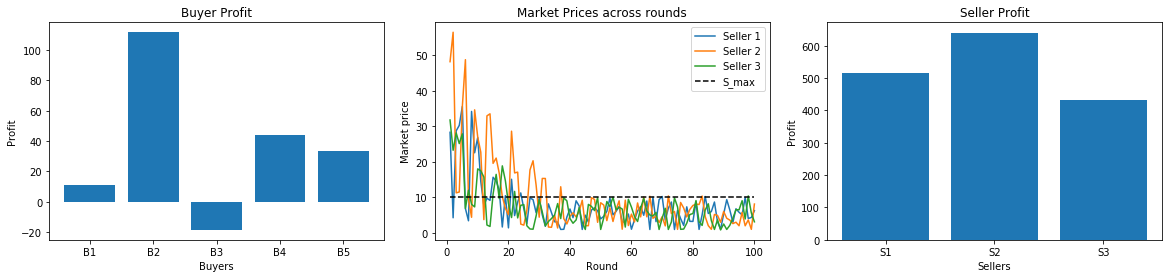 Buyer Profit
Profit
100
80
60
40
20
0
−20
B1 B2 B3 B4 B5
Buyers
Market Prices across rounds
Market price
50
40
30
20
10
0
Seller 1
Seller 2
Seller 3
S_max
0 20 40 60 80 100
Round
Seller Profit
Profit
600
500
400
300
200
100
0
S1 S2 S3
Sellers